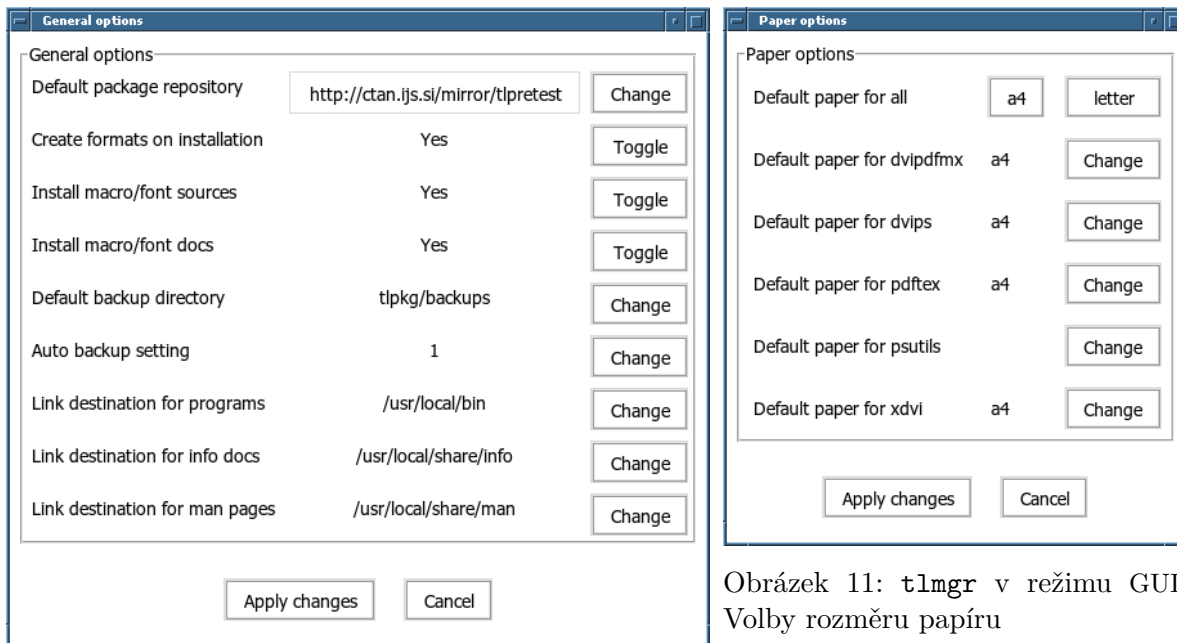 General options
General options
Default package repository http://ctan.ijs.si/mirror/tlpretest Change
Create formats on installation Yes Toggle
Install macro/font sources Yes Toggle
Install macro/font docs Yes Toggle
Default backup directory tlpkg/backups Change
Auto backup setting 1 Change
Link destination for programs /usr/local/bin Change
Link destination for info docs /usr/local/share/info Change
Link destination for man pages /usr/local/share/man Change
Apply changes Cancel
Paper options
Paper options
Default paper for all a4 letter
Default paper for dvipdfmx a4 Change
Default paper for dvips a4 Change
Default paper for pdftex a4 Change
Default paper for psutils Change
Default paper for xdvi a4 Change
Apply changes Cancel
Obrázek 11: tlmgr v režimu GUI
Volby rozměru papíru